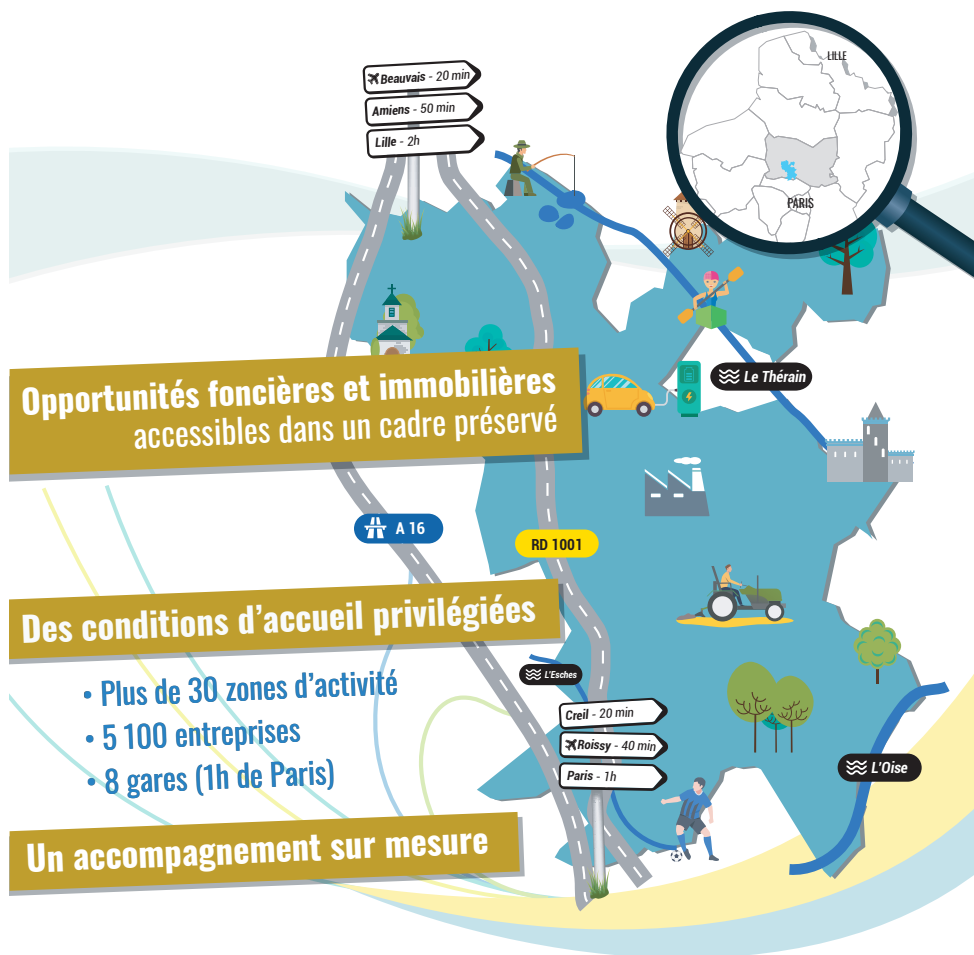 LILLE
PARIS
Beauvais - 20 min
Amiens - 50 min
Lille - 2h
Opportunités foncières et immobilières
accessibles dans un cadre préservé
Le Thérain
A 16
RD 1001
Des conditions d'accueil privilégiées
L'Esches
• Plus de 30 zones d'activité
• 5 100 entreprises
• 8 gares (1h de Paris)
Creil - 20 min
Roissy - 40 min
Paris - 1h
L'Oise
Un accompagnement sur mesure